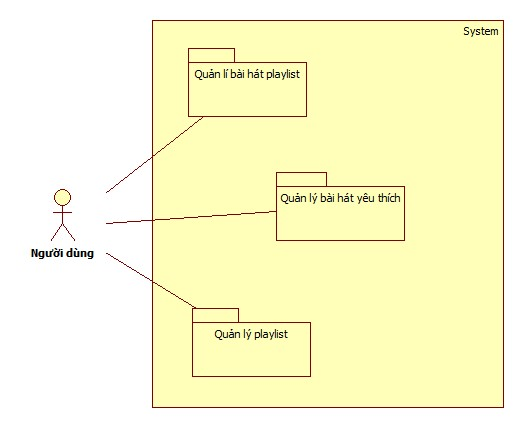 System
Quản lí bài hát playlist
Quản lý bài hát yêu thích
Người dùng
Quản lý playlist